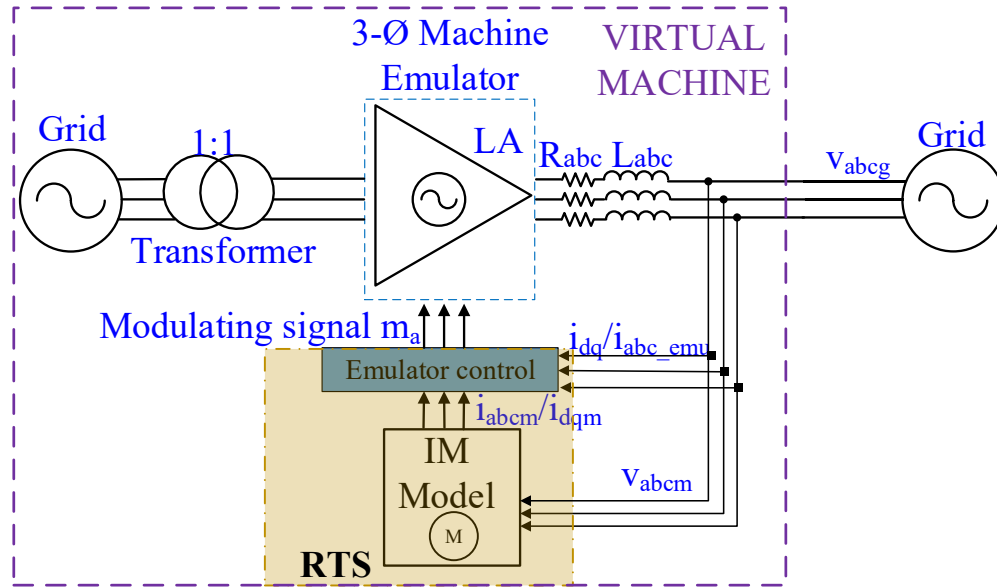 3-Ø Machine
Emulator
VIRTUAL
MACHINE
Grid
1:1
Transformer
LA
Rabc
Labc
vabcg
Grid
Modulating signal ma
idq/iabc_emu
Emulator control
iabcm/idqm
IM
Model
M
vabcm
RTS